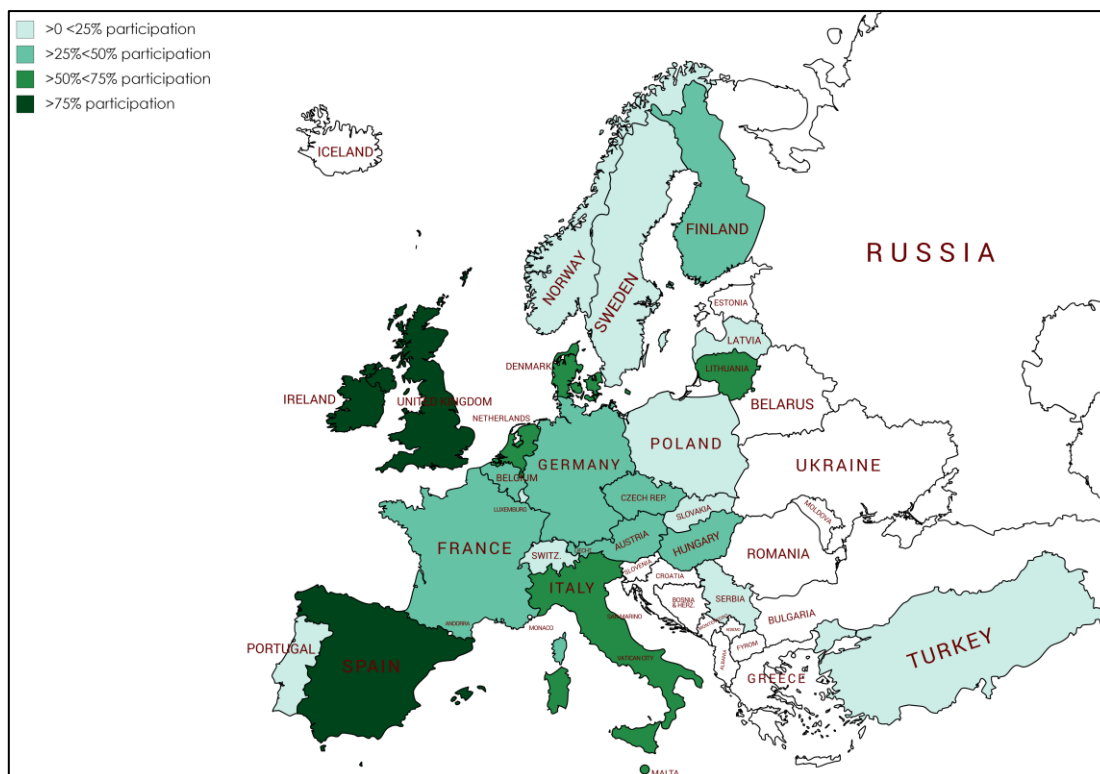 >0 <25% participation
>25%<50% participation
>50%<75% participation
>75% participation
ICELAND
FINLAND
RUSSIA
NORWAY
SWEDEN
ESTONIA
LATVIA
DENMARK
LITHUANIA
IRELAND
UNITED KINGDOM
BELARUS
NETHERLANDS
POLAND
BELGIUM
GERMANY
UKRAINE
CZECH REP.
LUXEMBURG
SLOVAKIA
MOLDOVA
AUSTRIA
HUNGARY
FRANCE
SWITZ.
ROMANIA
SLOVENIA
CROATIA
ITALY
BOSNIA
& HERZ.
SERBIA
SAN MARINO
BULGARIA
ANDORRA
MONACO
MONTENEGRO
KOSOVO
PORTUGAL
SPAIN
VATICAN CITY
FYROM
ALBANIA
TURKEY
GREECE
MALTA